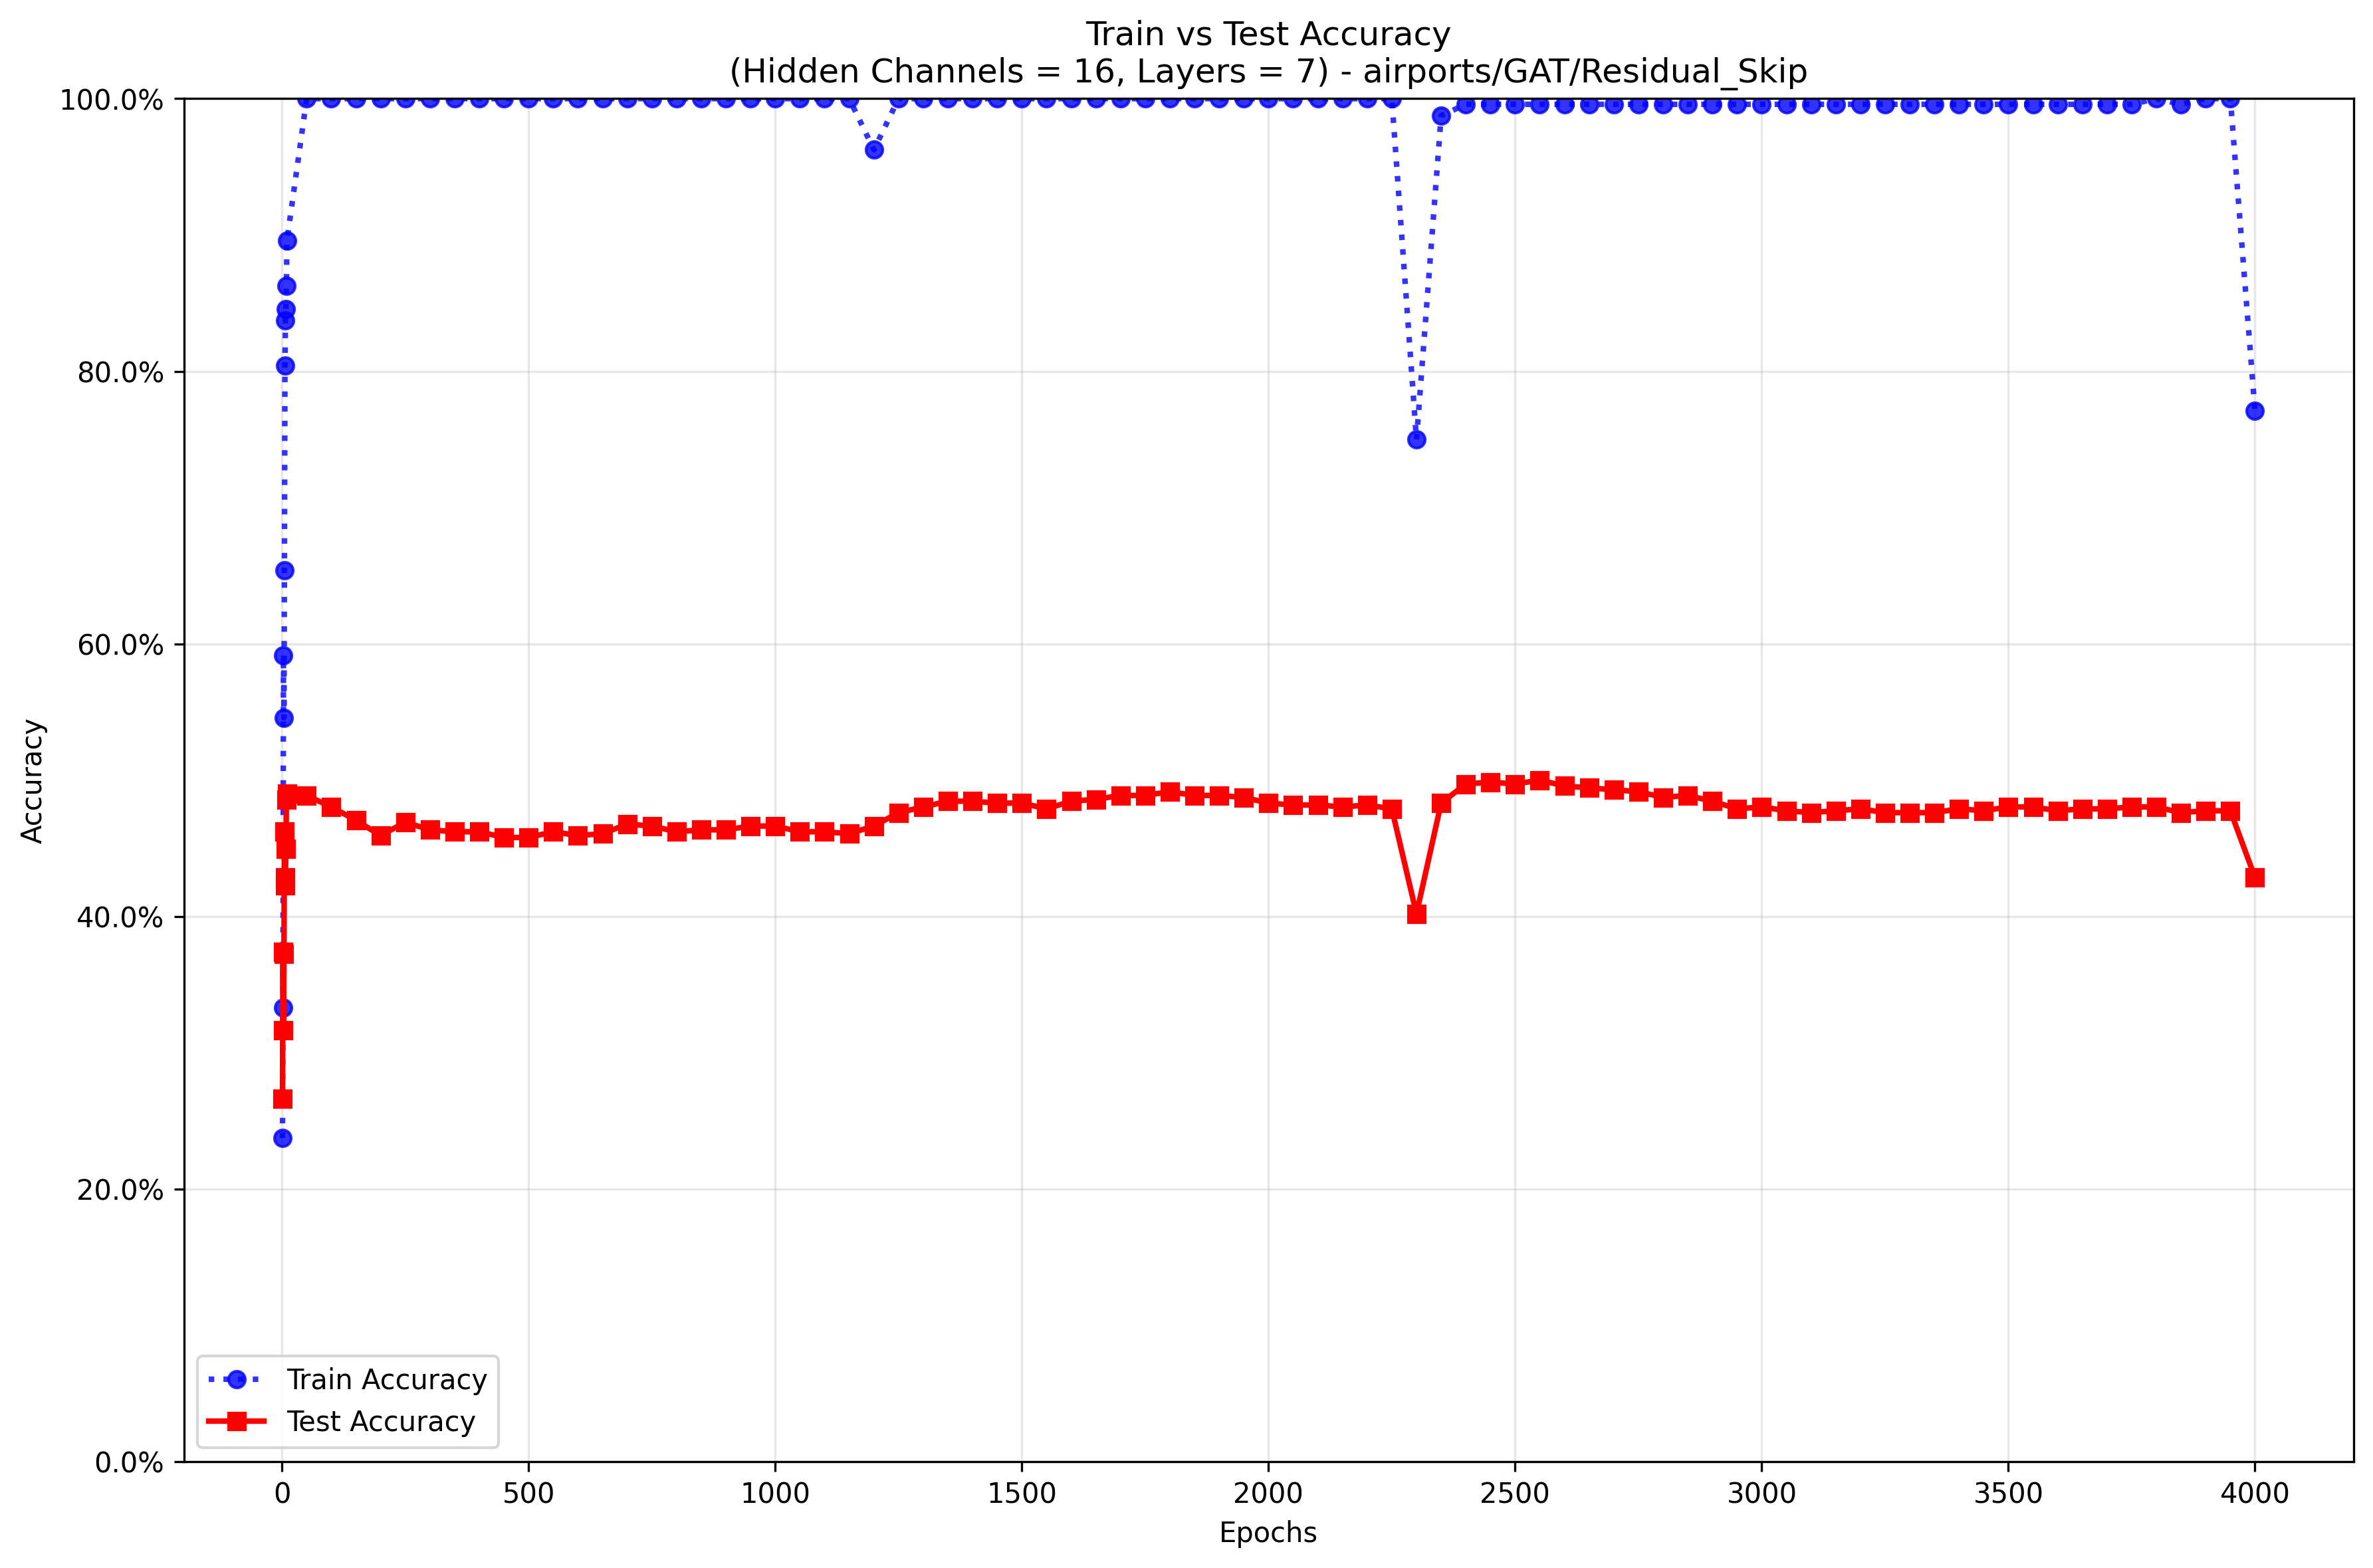 Train vs Test Accuracy
(Hidden Channels = 16, Layers = 7) - airports/GAT/Residual_Skip
100.0%
80.0%
60.0%
40.0%
20.0%
0.0%
Accuracy
Train Accuracy
Test Accuracy
0 500 1000 1500 2000 2500 3000 3500 4000
Epochs